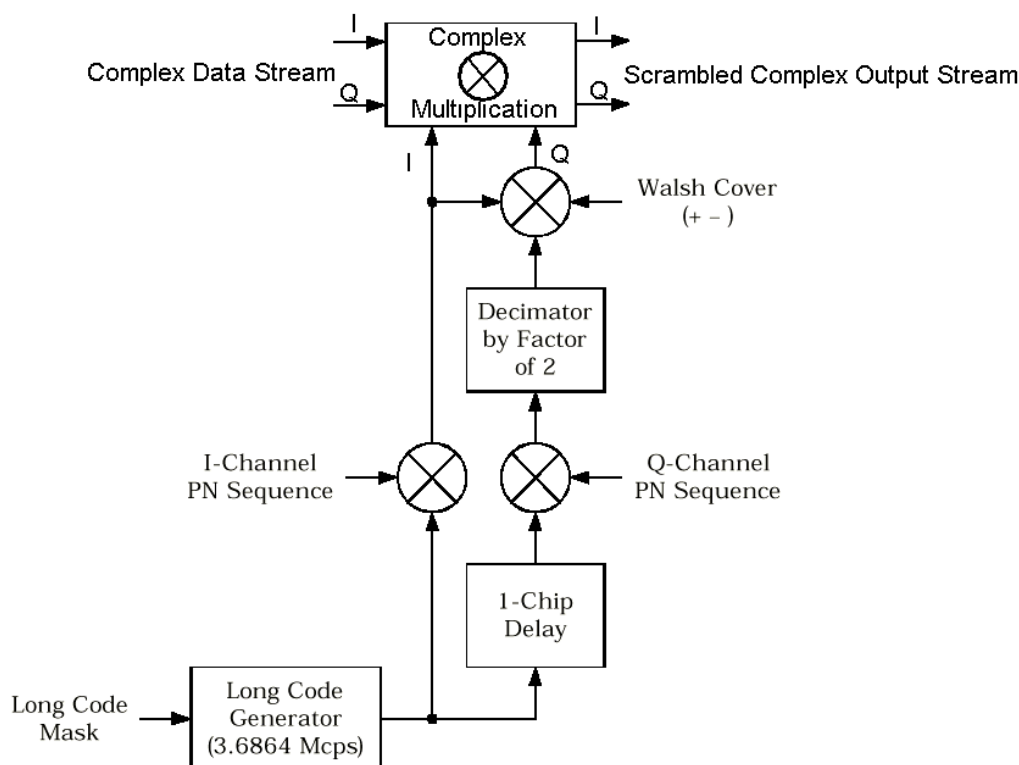 I
I
Complex
Complex Data Stream
Scrambled Complex Output Stream
Q
Q
Multiplication
I
Q
Walsh Cover
(+ – )
Decimator
by Factor
of 2
I-Channel
PN Sequence
Q-Channel
PN Sequence
1-Chip
Delay
Long Code
Mask
Long Code
Generator
(3.6864 Mcps)